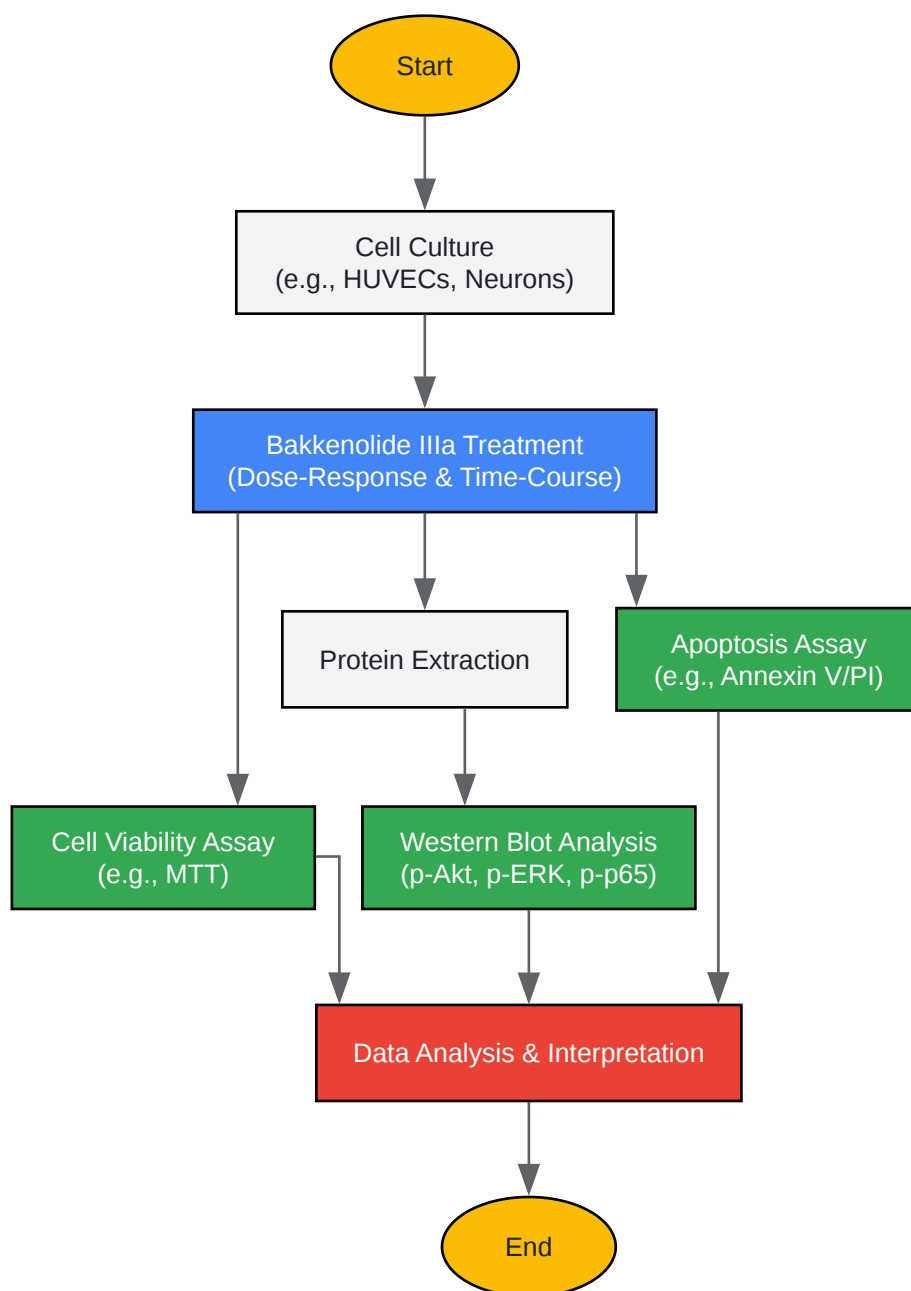 Start
Cell Culture
(e.g., HUVECs, Neurons)
Bakkenolide IIIa Treatment
(Dose-Response & Time-Course)
Protein Extraction
Apoptosis Assay
(e.g., Annexin V/PI)
Cell Viability Assay
(e.g., MTT)
Western Blot Analysis
(p-Akt, p-ERK, p-p65)
Data Analysis & Interpretation
End